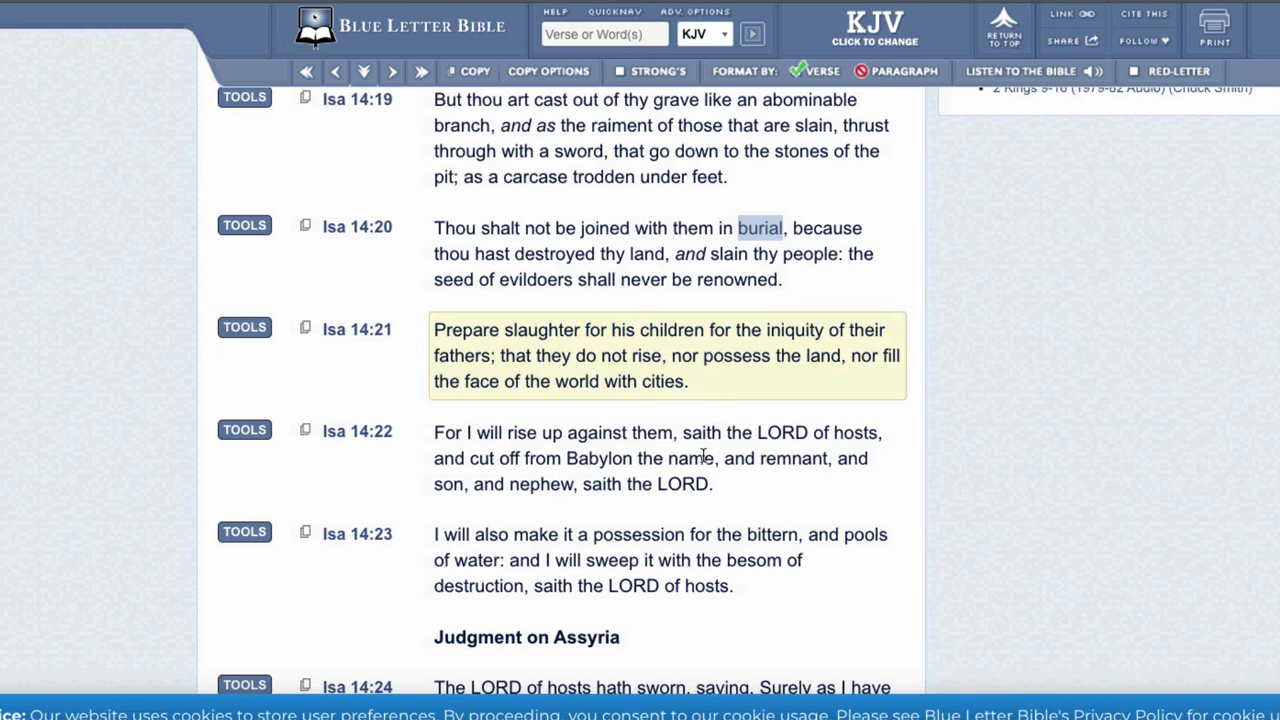 BLUE LETTER BIBLE
HELP QUICKNAV ADV. OPTIONS
Verse or Word(s)
KJV
KJV
CLICK TO CHANGE
RETURN
TO TOP
LINK
CITE THIS
SHARE
FOLLOW
PRINT
COPY COPY OPTIONS STRONG'S FORMAT BY: VERSE PARAGRAPH LISTEN TO THE BIBLE RED-LETTER
2 Kings 9-10 (1979-82 Audio) (Chuck Smith)
TOOLS Isa 14:19 But thou art cast out of thy grave like an abominable
branch, and as the raiment of those that are slain, thrust
through with a sword, that go down to the stones of the
pit; as a carcase trodden under feet.
TOOLS Isa 14:20 Thou shalt not be joined with them in burial, because
thou hast destroyed thy land, and slain thy people: the
seed of evildoers shall never be renowned.
TOOLS Isa 14:21 Prepare slaughter for his children for the iniquity of their
fathers; that they do not rise, nor possess the land, nor fill
the face of the world with cities.
TOOLS Isa 14:22 For I will rise up against them, saith the LORD of hosts,
and cut off from Babylon the name, and remnant, and
son, and nephew, saith the LORD.
TOOLS Isa 14:23 I will also make it a possession for the bittern, and pools
of water: and I will sweep it with the besom of
destruction, saith the LORD of hosts.
Judgment on Assyria
TOOLS Isa 14:24 The LORD of hosts hath sworn, saying, Surely as I have
ice: Our website uses cookies to store user preferences. By proceeding, you consent to our cookie usage. Please see Blue Letter Bible's Privacy Policy for cookie u